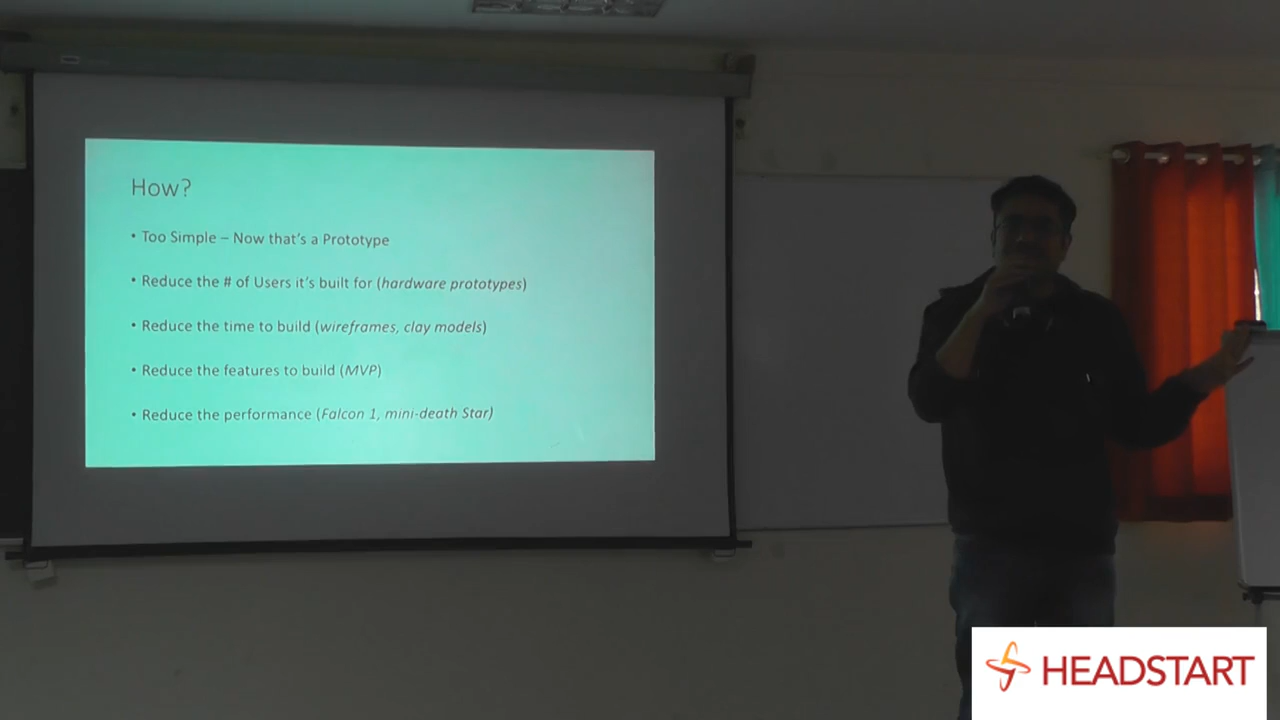 How?
• Too Simple – Now that's a Prototype
• Reduce the # of Users it's built for (hardware prototypes)
• Reduce the time to build (wireframes, clay models)
• Reduce the features to build (MVP)
• Reduce the performance (Falcon 1, mini-death Star)
HEADSTART